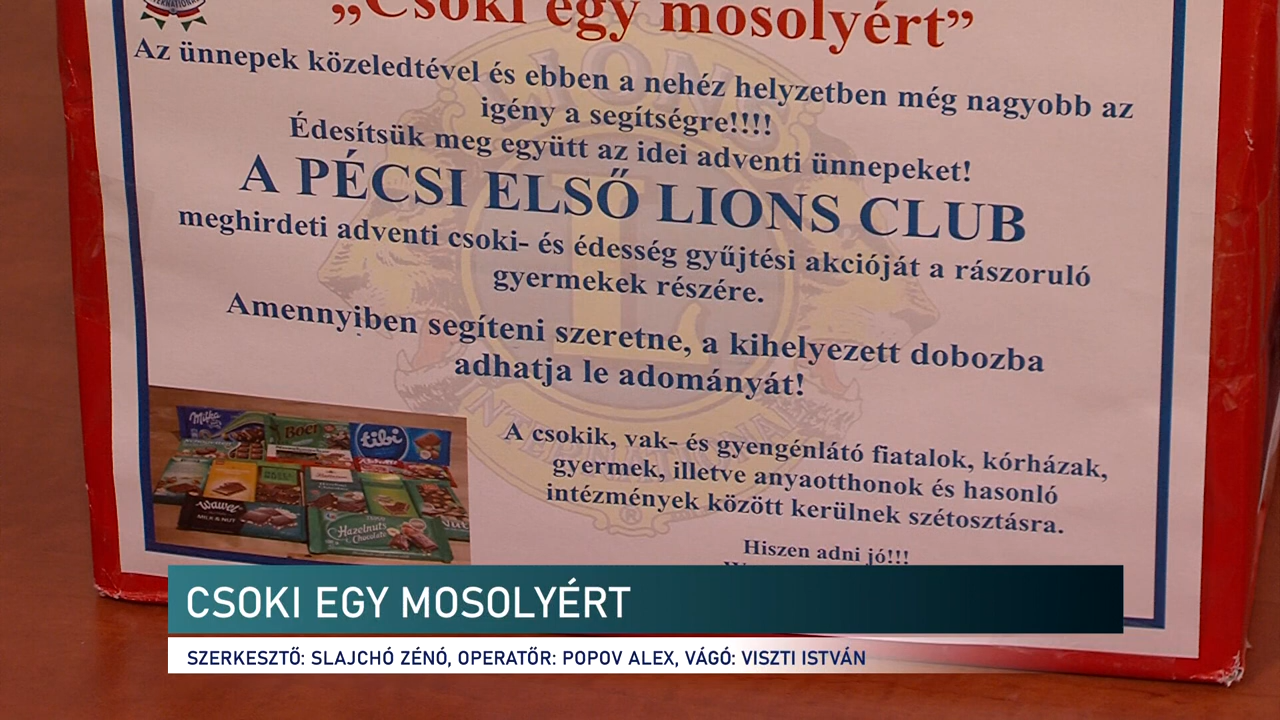 „Csoki egy mosolyért”
Az ünnepek közeledtével és ebben a nehéz helyzetben még nagyobb az
igény a segítségre!!!!
Édesítsük meg együtt az idei adventi ünnepeket!
A PÉCSI ELSŐ LIONS CLUB
meghirdeti adventi csoki- és édesség gyűjtési akcióját a rászoruló
gyermekek részére.
Amennyiben segíteni szeretne, a kihelyezett dobozba
adhatja le adományát!
A csokik, vak- és gyengénlátó fiatalok, kórházak,
gyermek, illetve anyaotthonok és hasonló
intézmények között kerülnek szétosztásra.
Hiszen adni jó!!!
LIONS
L
INTERNATIONAL
®
Milka
Boci
tibi
Wawel
MILK & NUT
Hazelnuts
Chocolate
CSOKI EGY MOSOLYÉRT
SZERKESZTŐ: SLAJCHÓ ZÉNÓ, OPERATŐR: POPOV ALEX, VÁGÓ: VISZTI ISTVÁN